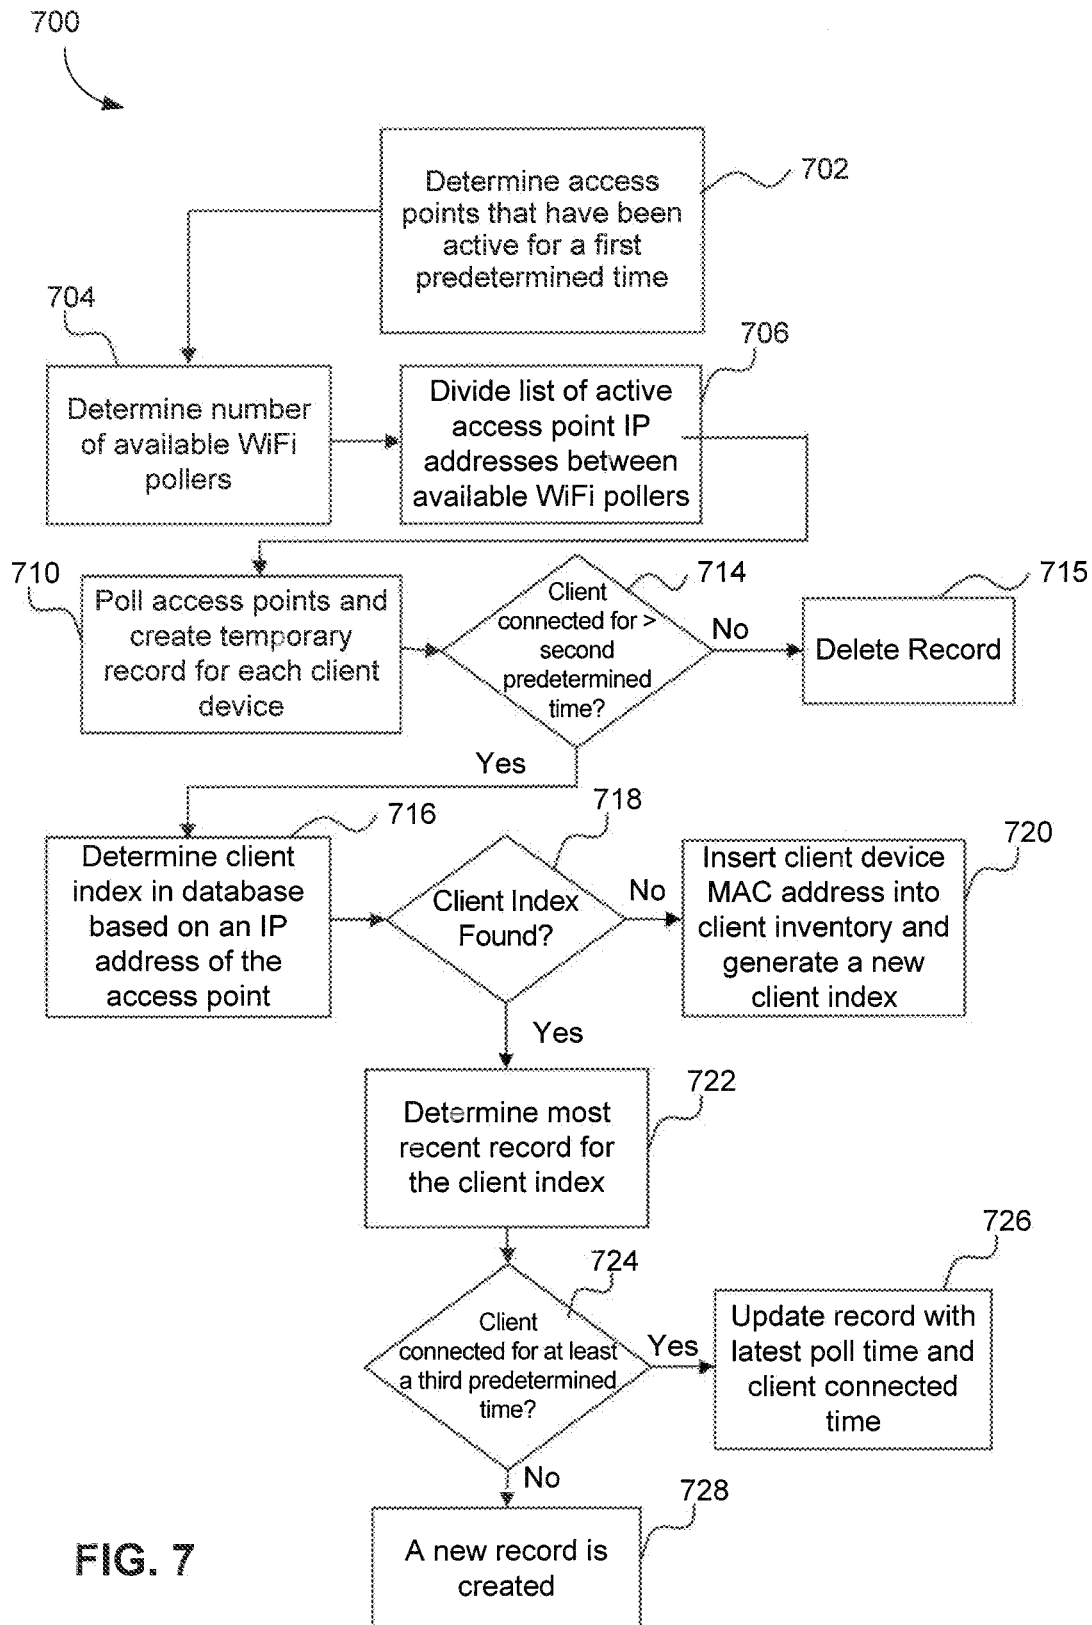 700
Determine access
points that have been
active for a first
predetermined time
702
704
Determine number
of available WiFi
pollers
706
Divide list of active
access point IP
addresses between
available WiFi pollers
710
Poll access points and
create temporary
record for each client
device
714
Client
connected for >
second
predetermined
time?
No
715
Delete Record
Yes
716
Determine client
index in database
based on an IP
address of the
access point
718
Client Index
Found?
No
720
Insert client device
MAC address into
client inventory and
generate a new
client index
Yes
722
Determine most
recent record for
the client index
724
Client
connected for at least
a third predetermined
time?
Yes
726
Update record with
latest poll time and
client connected
time
No
728
A new record is
created
FIG. 7